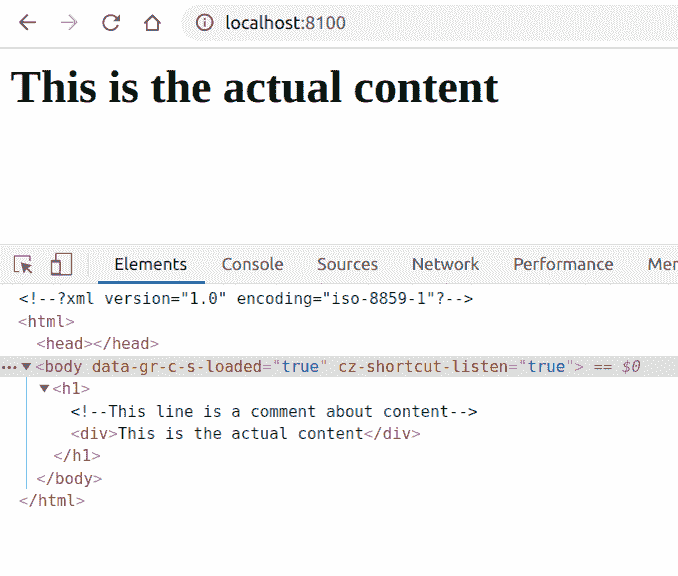 localhost:8100
This is the actual content
Elements Console Sources Network Performance
<!--?xml version="1.0" encoding="iso-8859-1"?-->
<html>
<head></head>
<body data-gr-c-s-loaded="true" cz-shortcut-listen="true"> == $0
<h1>
<!--This line is a comment about content-->
<div>This is the actual content</div>
</h1>
</body>
</html>